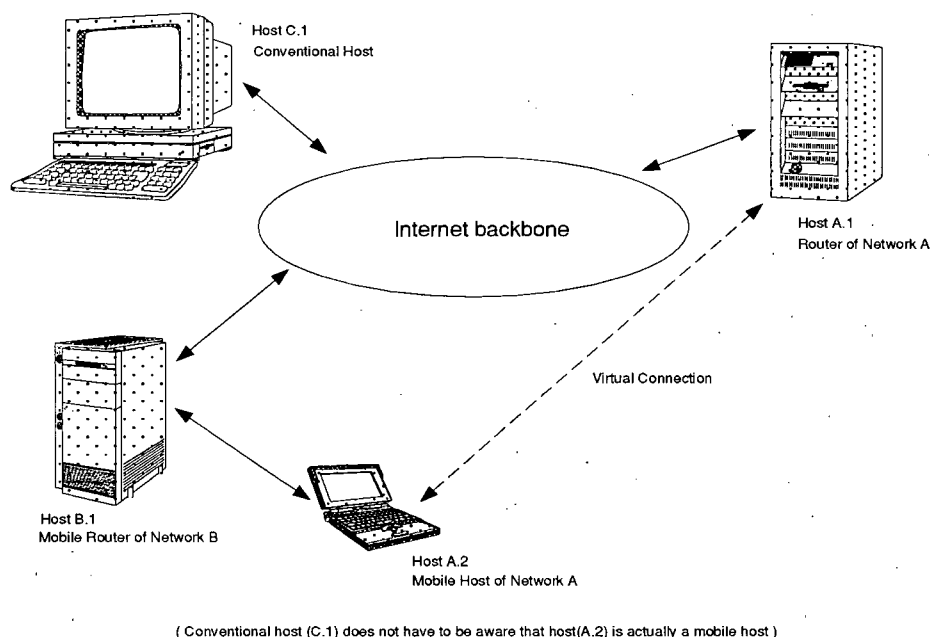 Host C.1
Conventional Host
Internet backbone
Host A.1
Router of Network A
Virtual Connection
Host B.1
Mobile Router of Network B
Host A.2
Mobile Host of Network A
( Conventional host (C.1) does not have to be aware that host(A.2) is actually a mobile host )